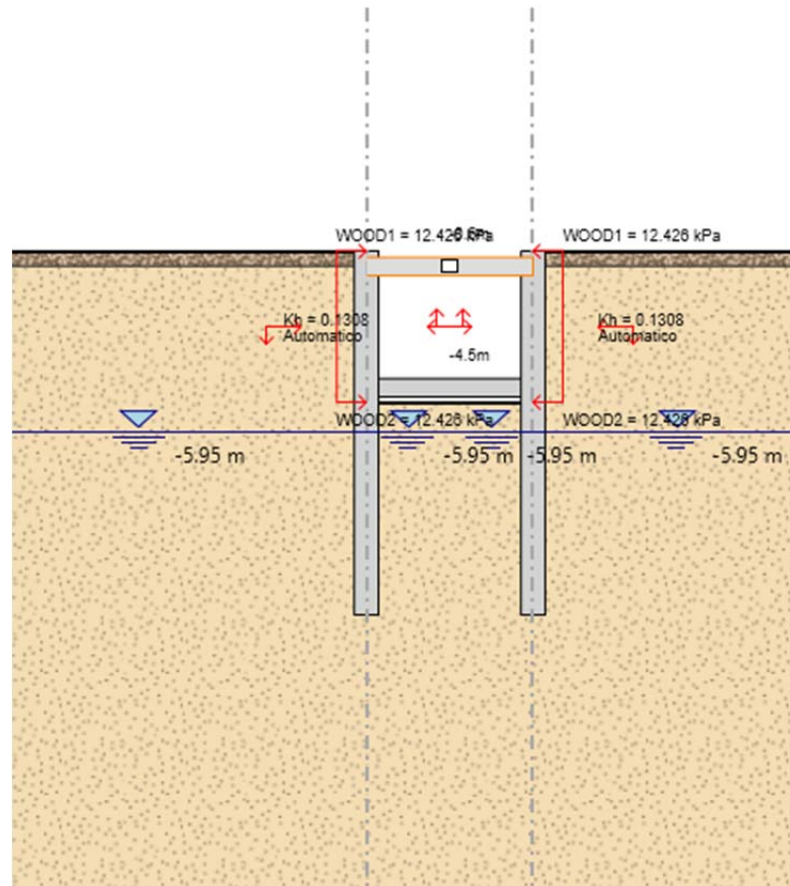 WOOD1 = 12.426 kPa
WOOD1 = 12.426 kPa
Kh = 0.1308
Automatico
Kh = 0.1308
Automatico
-4.5m
WOOD2 = 12.426 kPa
WOOD2 = 12.426 kPa
-5.95 m
-5.95 m
-5.95 m
-5.95 m